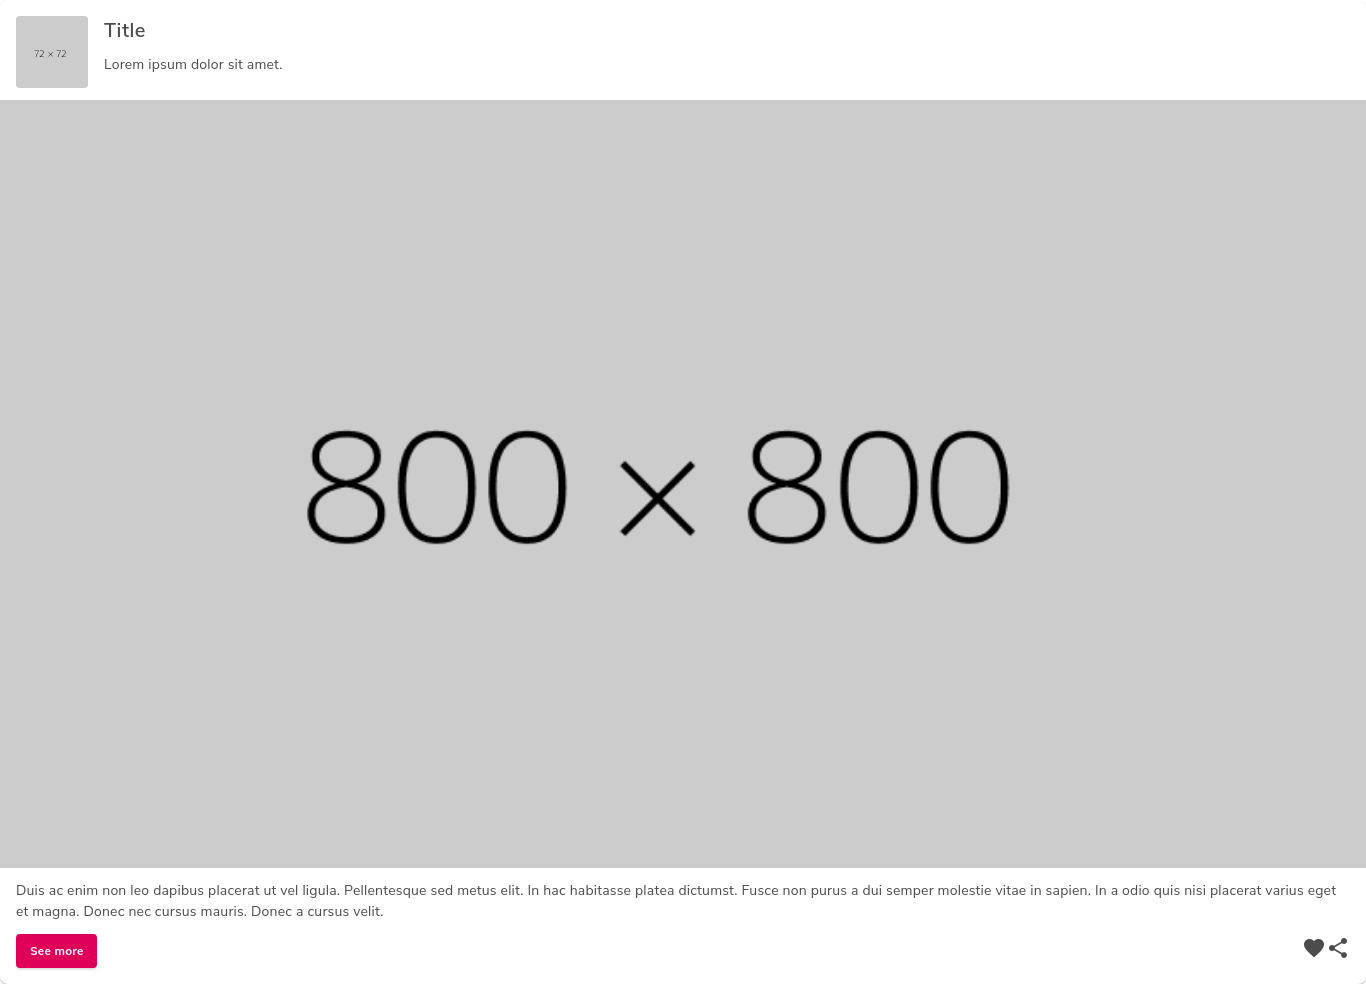 72 × 72
Title
Lorem ipsum dolor sit amet.
800 × 800
Duis ac enim non leo dapibus placerat ut vel ligula. Pellentesque sed metus elit. In hac habitasse platea dictumst. Fusce non purus a dui semper molestie vitae in sapien. In a odio quis nisi placerat varius eget
et magna. Donec nec cursus mauris. Donec a cursus velit.
See more